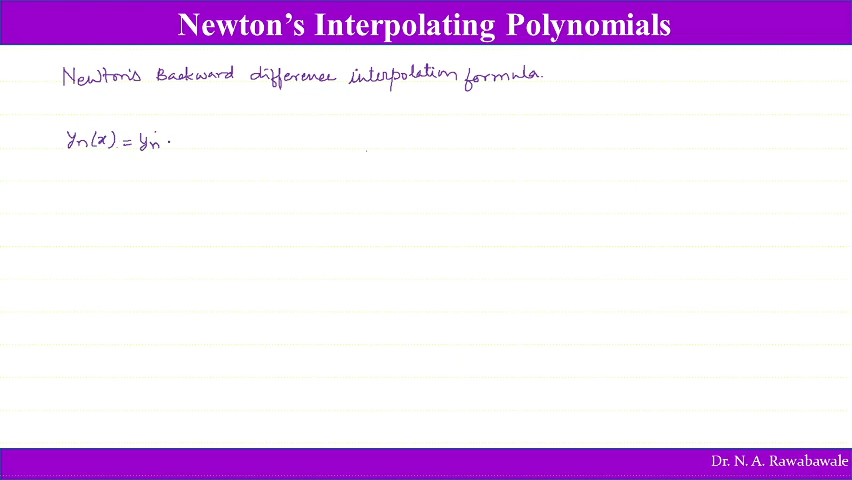 Newton's Interpolating Polynomials
Newton's Backward difference interpolation formula.
yₙ(x) = yₙ
Dr. N. A. Rawabawale